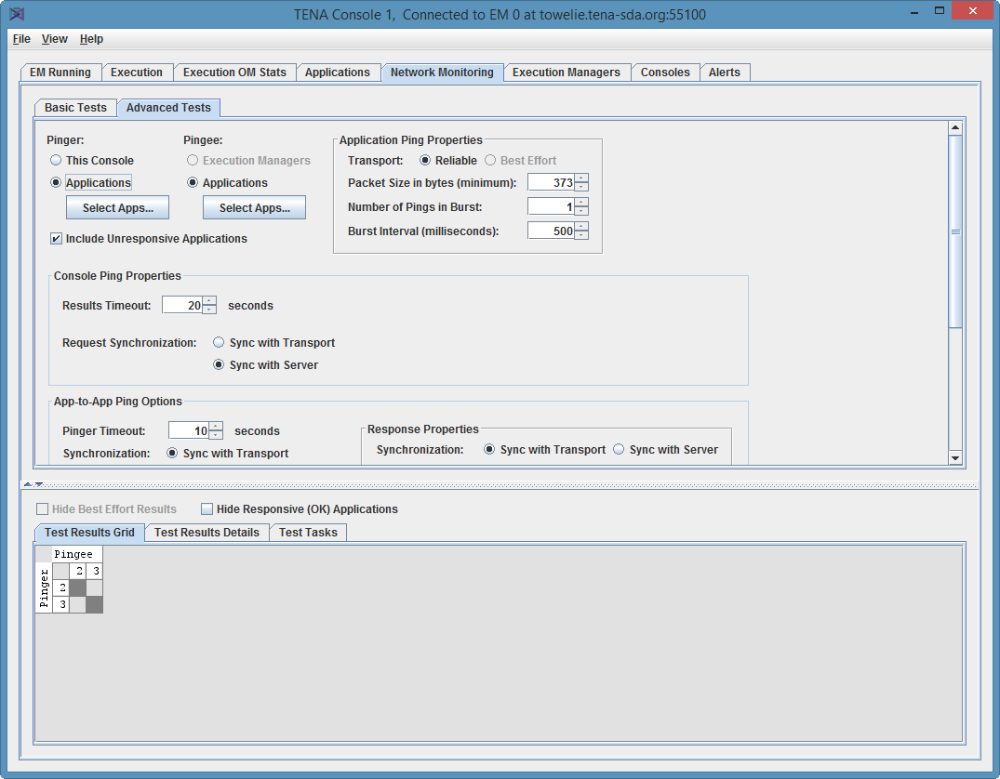 TENA Console 1,  Connected to EM 0 at towelie.tena-sda.org:55100
File View Help
EM Running Execution Execution OM Stats Applications Network Monitoring Execution Managers Consoles Alerts
Basic Tests Advanced Tests
Pinger: Pingee: Application Ping Properties
This Console Execution Managers Transport: Reliable Best Effort
Applications Applications Packet Size in bytes (minimum): 373
Select Apps... Select Apps... Number of Pings in Burst: 1
Burst Interval (milliseconds): 500
Include Unresponsive Applications
Console Ping Properties
Results Timeout: 20 seconds
Request Synchronization: Sync with Transport
Sync with Server
App-to-App Ping Options
Pinger Timeout: 10 seconds Response Properties
Synchronization: Sync with Transport Synchronization: Sync with Transport Sync with Server
Hide Best Effort Results Hide Responsive (OK) Applications
Test Results Grid Test Results Details Test Tasks
Pingee
2 3
Pinger
2
3